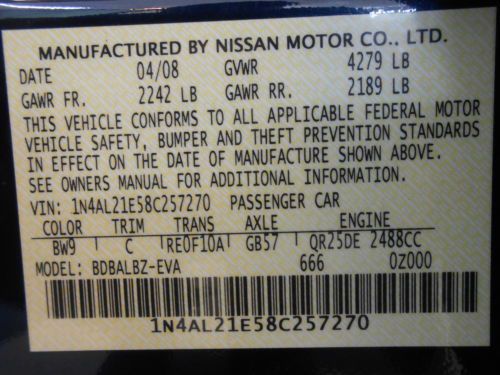 MANUFACTURED BY NISSAN MOTOR CO., LTD.
DATE 04/08 GVWR 4279 LB
GAWR FR. 2242 LB GAWR RR. 2189 LB
THIS VEHICLE CONFORMS TO ALL APPLICABLE FEDERAL MOTOR
VEHICLE SAFETY, BUMPER AND THEFT PREVENTION STANDARDS
IN EFFECT ON THE DATE OF MANUFACTURE SHOWN ABOVE.
SEE OWNERS MANUAL FOR ADDITIONAL INFORMATION.
VIN: 1N4AL21E58C257270 PASSENGER CAR
COLOR TRIM TRANS AXLE ENGINE
BW9 C RE0F10A GB57 QR25DE 2488CC
MODEL: BDBALBZ-EVA 666 0Z000
1N4AL21E58C257270